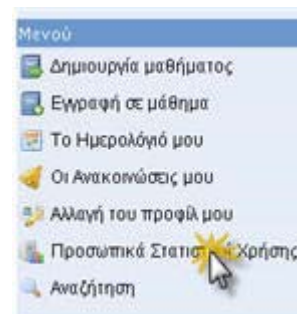 Μενού
Δημιουργία μαθήματος
Εγγραφή σε μάθημα
Το Ημερολόγιό μου
Οι Ανακοινώσεις μου
Αλλαγή του προφίλ μου
Προσωπικά Στατιστικά Χρήσης
Αναζήτηση